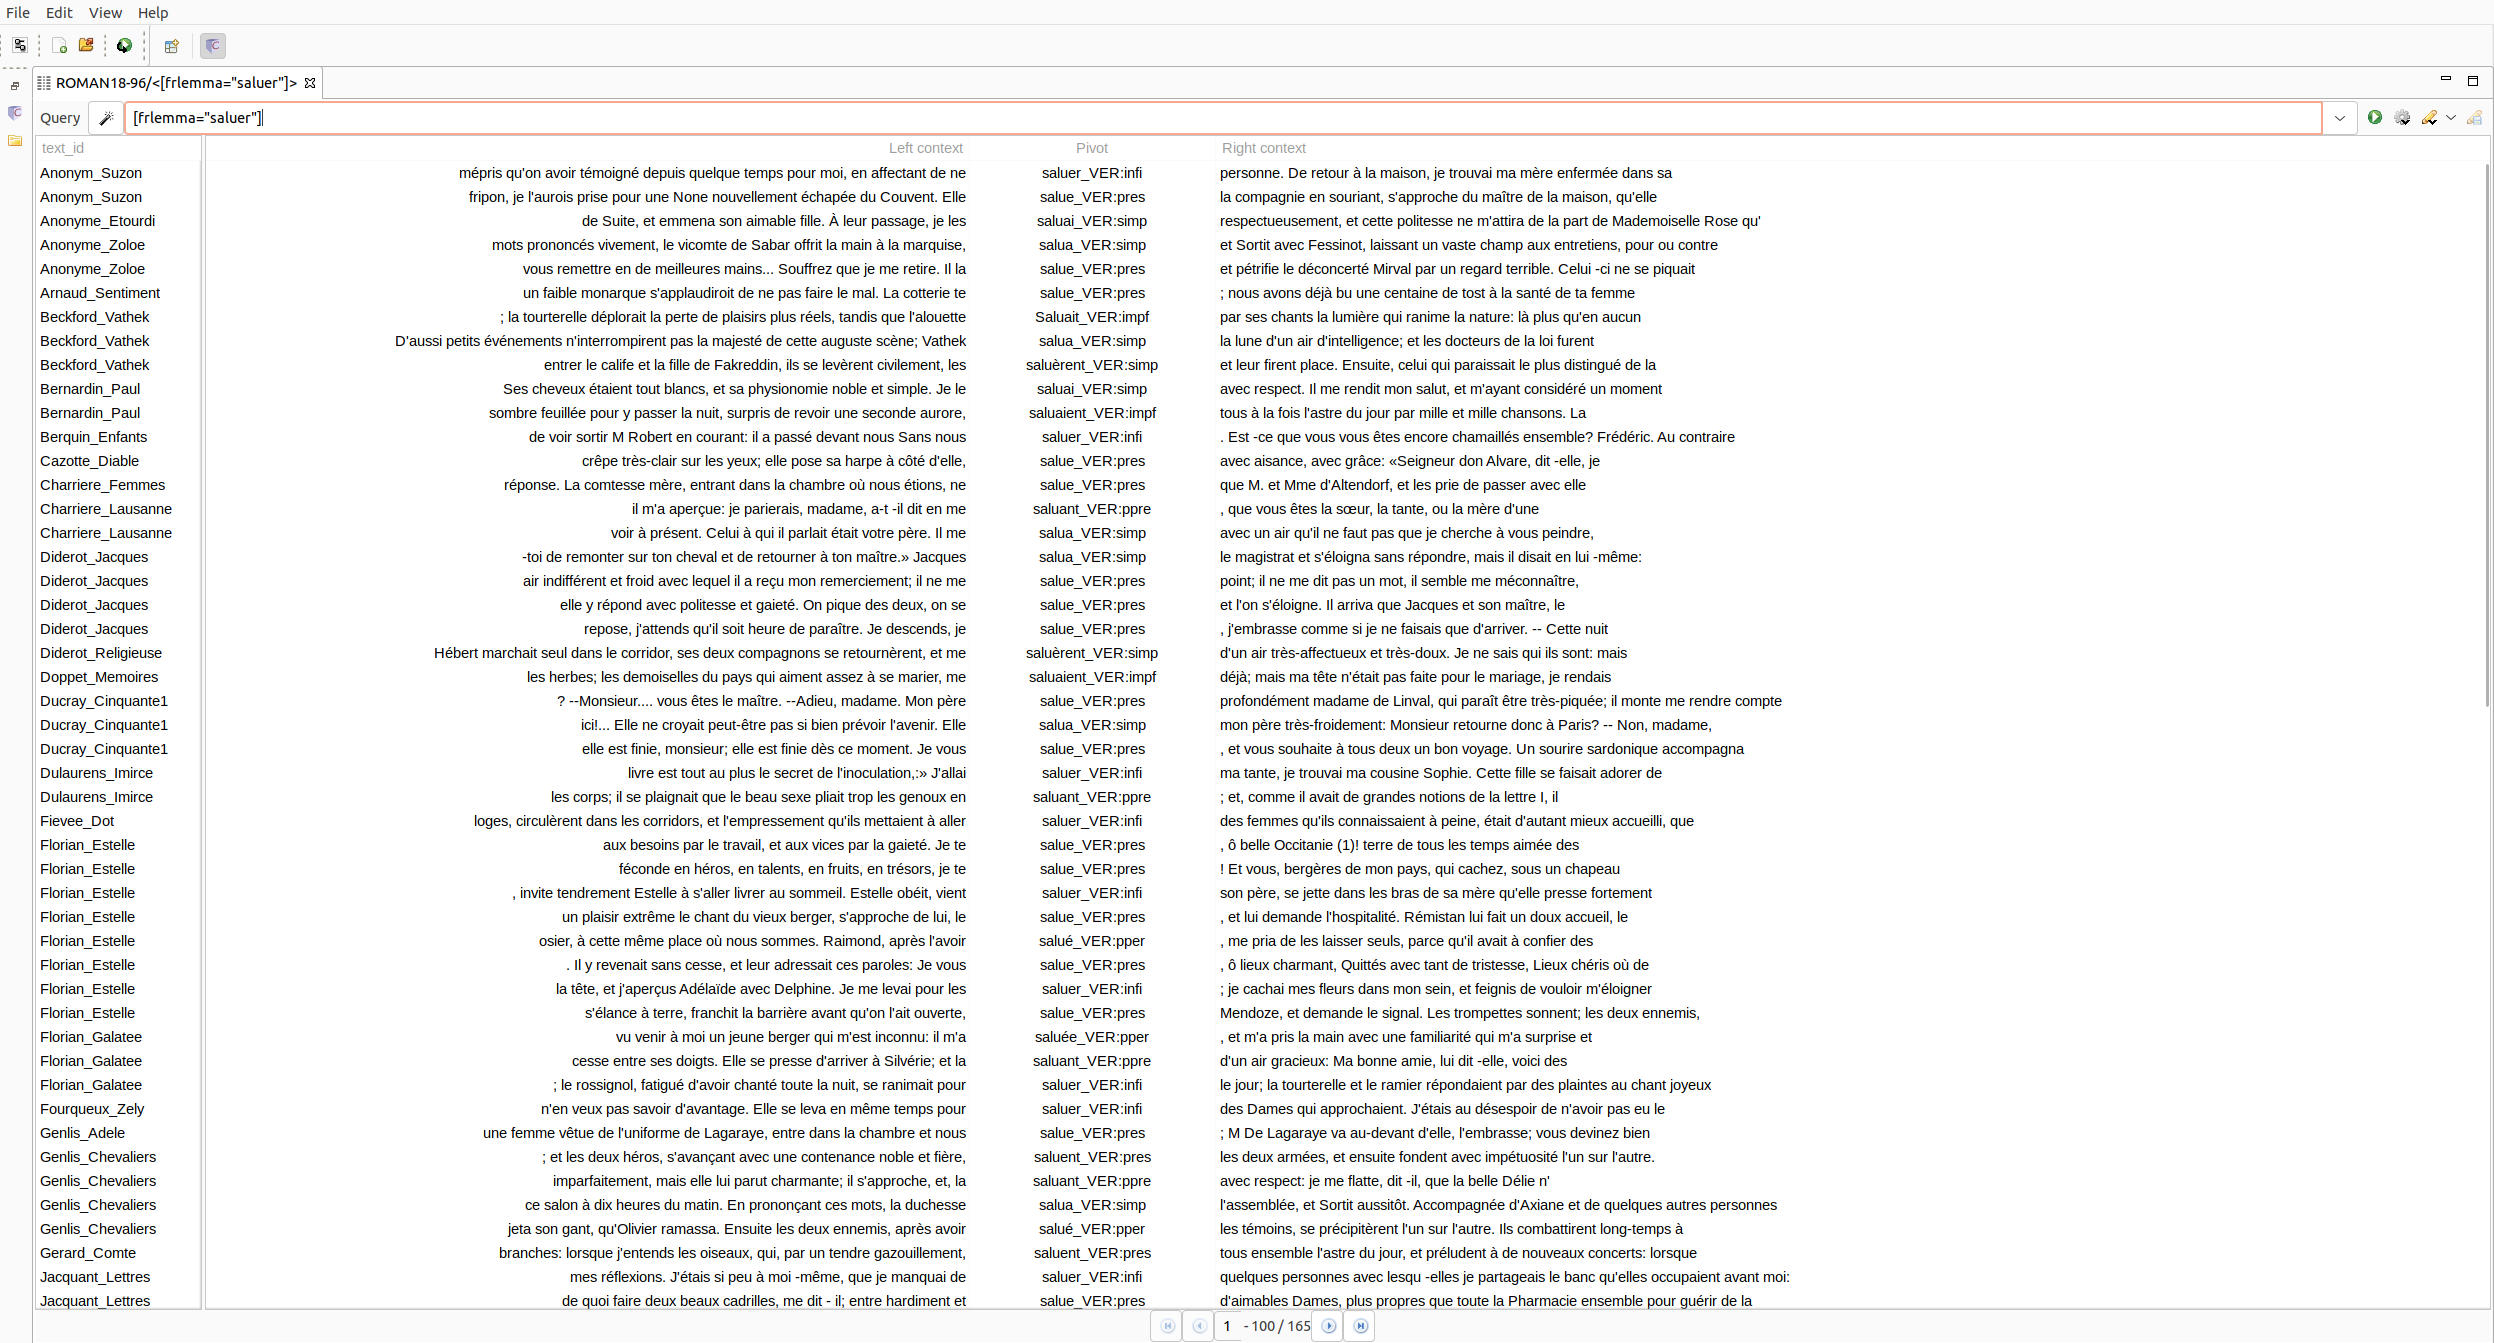 File Edit View Help
ROMAN18-96/<[frlemma="saluer"]>
Query [frlemma="saluer"]
text_id Left context Pivot Right context
Anonym_Suzon mépris qu'on avoir témoigné depuis quelque temps pour moi, en affectant de ne saluer_VER:infi personne. De retour à la maison, je trouvai ma mère enfermée dans sa
Anonym_Suzon fripon, je l'aurois prise pour une None nouvellement échapée du Couvent. Elle salue_VER:pres la compagnie en souriant, s'approche du maître de la maison, qu'elle
Anonyme_Etourdi de Suite, et emmena son aimable fille. À leur passage, je les saluai_VER:simp respectueusement, et cette politesse ne m'attira de la part de Mademoiselle Rose qu'
Anonyme_Zoloe mots prononcés vivement, le vicomte de Sabar offrit la main à la marquise, salua_VER:simp et Sortit avec Fessinot, laissant un vaste champ aux entretiens, pour ou contre
Anonyme_Zoloe vous remettre en de meilleures mains... Souffrez que je me retire. Il la salue_VER:pres et pétrifie le déconcerté Mirval par un regard terrible. Celui -ci ne se piquait
Arnaud_Sentiment un faible monarque s'applaudiroit de ne pas faire le mal. La cotterie te salue_VER:pres ; nous avons déjà bu une centaine de tost à la santé de ta femme
Beckford_Vathek ; la tourterelle déplorait la perte de plaisirs plus réels, tandis que l'alouette Saluait_VER:impf par ses chants la lumière qui ranime la nature: là plus qu'en aucun
Beckford_Vathek D'aussi petits événements n'interrompirent pas la majesté de cette auguste scène; Vathek salua_VER:simp la lune d'un air d'intelligence; et les docteurs de la loi furent
Beckford_Vathek entrer le calife et la fille de Fakreddin, ils se levèrent civilement, les saluèrent_VER:simp et leur firent place. Ensuite, celui qui paraissait le plus distingué de la
Bernardin_Paul Ses cheveux étaient tout blancs, et sa physionomie noble et simple. Je le saluai_VER:simp avec respect. Il me rendit mon salut, et m'ayant considéré un moment
Bernardin_Paul sombre feuillée pour y passer la nuit, surpris de revoir une seconde aurore, saluaient_VER:impf tous à la fois l'astre du jour par mille et mille chansons. La
Berquin_Enfants de voir sortir M Robert en courant: il a passé devant nous Sans nous saluer_VER:infi . Est -ce que vous vous êtes encore chamaillés ensemble? Frédéric. Au contraire
Cazotte_Diable crêpe très-clair sur les yeux; elle pose sa harpe à côté d'elle, salue_VER:pres avec aisance, avec grâce: «Seigneur don Alvare, dit -elle, je
Charriere_Femmes réponse. La comtesse mère, entrant dans la chambre où nous étions, ne salue_VER:pres que M. et Mme d'Altendorf, et les prie de passer avec elle
Charriere_Lausanne il m'a aperçue: je parierais, madame, a-t -il dit en me saluant_VER:ppre , que vous êtes la sœur, la tante, ou la mère d'une
Charriere_Lausanne voir à présent. Celui à qui il parlait était votre père. Il me salua_VER:simp avec un air qu'il ne faut pas que je cherche à vous peindre,
Diderot_Jacques -toi de remonter sur ton cheval et de retourner à ton maître.» Jacques salua_VER:simp le magistrat et s'éloigna sans répondre, mais il disait en lui -même:
Diderot_Jacques air indifférent et froid avec lequel il a reçu mon remerciement; il ne me salue_VER:pres point; il ne me dit pas un mot, il semble me méconnaître,
Diderot_Jacques elle y répond avec politesse et gaieté. On pique des deux, on se salue_VER:pres et l'on s'éloigne. Il arriva que Jacques et son maître, le
Diderot_Jacques repose, j'attends qu'il soit heure de paraître. Je descends, je salue_VER:pres , j'embrasse comme si je ne faisais que d'arriver. -- Cette nuit
Diderot_Religieuse Hébert marchait seul dans le corridor, ses deux compagnons se retournèrent, et me saluèrent_VER:simp d'un air très-affectueux et très-doux. Je ne sais qui ils sont: mais
Doppet_Memoires les herbes; les demoiselles du pays qui aiment assez à se marier, me saluaient_VER:impf déjà; mais ma tête n'était pas faite pour le mariage, je rendais
Ducray_Cinquante1 ? --Monsieur.... vous êtes le maître. --Adieu, madame. Mon père salue_VER:pres profondément madame de Linval, qui paraît être très-piquée; il monte me rendre compte
Ducray_Cinquante1 ici!... Elle ne croyait peut-être pas si bien prévoir l'avenir. Elle salua_VER:simp mon père très-froidement: Monsieur retourne donc à Paris? -- Non, madame,
Ducray_Cinquante1 elle est finie, monsieur; elle est finie dès ce moment. Je vous salue_VER:pres , et vous souhaite à tous deux un bon voyage. Un sourire sardonique accompagna
Dulaurens_Imirce livre est tout au plus le secret de l'inoculation,:» J'allai saluer_VER:infi ma tante, je trouvai ma cousine Sophie. Cette fille se faisait adorer de
Dulaurens_Imirce les corps; il se plaignait que le beau sexe pliait trop les genoux en saluant_VER:ppre ; et, comme il avait de grandes notions de la lettre I, il
Fievee_Dot loges, circulèrent dans les corridors, et l'empressement qu'ils mettaient à aller saluer_VER:infi des femmes qu'ils connaissaient à peine, était d'autant mieux accueilli, que
Florian_Estelle aux besoins par le travail, et aux vices par la gaieté. Je te salue_VER:pres , ô belle Occitanie (1)! terre de tous les temps aimée des
Florian_Estelle féconde en héros, en talents, en fruits, en trésors, je te salue_VER:pres ! Et vous, bergères de mon pays, qui cachez, sous un chapeau
Florian_Estelle , invite tendrement Estelle à s'aller livrer au sommeil. Estelle obéit, vient saluer_VER:infi son père, se jette dans les bras de sa mère qu'elle presse fortement
Florian_Estelle un plaisir extrême le chant du vieux berger, s'approche de lui, le salue_VER:pres , et lui demande l'hospitalité. Rémistan lui fait un doux accueil, le
Florian_Estelle osier, à cette même place où nous sommes. Raimond, après l'avoir salué_VER:pper , me pria de les laisser seuls, parce qu'il avait à confier des
Florian_Estelle . Il y revenait sans cesse, et leur adressait ces paroles: Je vous salue_VER:pres , ô lieux charmant, Quittés avec tant de tristesse, Lieux chéris où de
Florian_Estelle la tête, et j'aperçus Adélaïde avec Delphine. Je me levai pour les saluer_VER:infi ; je cachai mes fleurs dans mon sein, et feignis de vouloir m'éloigner
Florian_Estelle s'élance à terre, franchit la barrière avant qu'on l'ait ouverte, salue_VER:pres Mendoze, et demande le signal. Les trompettes sonnent; les deux ennemis,
Florian_Galatee vu venir à moi un jeune berger qui m'est inconnu: il m'a saluée_VER:pper , et m'a pris la main avec une familiarité qui m'a surprise et
Florian_Galatee cesse entre ses doigts. Elle se presse d'arriver à Silvérie; et la saluant_VER:ppre d'un air gracieux: Ma bonne amie, lui dit -elle, voici des
Florian_Galatee ; le rossignol, fatigué d'avoir chanté toute la nuit, se ranimait pour saluer_VER:infi le jour; la tourterelle et le ramier répondaient par des plaintes au chant joyeux
Fourqueux_Zely n'en veux pas savoir d'avantage. Elle se leva en même temps pour saluer_VER:infi des Dames qui approchaient. J'étais au désespoir de n'avoir pas eu le
Genlis_Adele une femme vêtue de l'uniforme de Lagaraye, entre dans la chambre et nous salue_VER:pres ; M De Lagaraye va au-devant d'elle, l'embrasse; vous devinez bien
Genlis_Chevaliers ; et les deux héros, s'avançant avec une contenance noble et fière, saluent_VER:pres les deux armées, et ensuite fondent avec impétuosité l'un sur l'autre.
Genlis_Chevaliers imparfaitement, mais elle lui parut charmante; il s'approche, et, la saluant_VER:ppre avec respect: je me flatte, dit -il, que la belle Délie n'
Genlis_Chevaliers ce salon à dix heures du matin. En prononçant ces mots, la duchesse salua_VER:simp l'assemblée, et Sortit aussitôt. Accompagnée d'Axiane et de quelques autres personnes
Genlis_Chevaliers jeta son gant, qu'Olivier ramassa. Ensuite les deux ennemis, après avoir salué_VER:pper les témoins, se précipitèrent l'un sur l'autre. Ils combattirent long-temps à
Gerard_Comte branches: lorsque j'entends les oiseaux, qui, par un tendre gazouillement, saluent_VER:pres tous ensemble l'astre du jour, et préludent à de nouveaux concerts: lorsque
Jacquant_Lettres mes réflexions. J'étais si peu à moi -même, que je manquai de saluer_VER:infi quelques personnes avec lesqu -elles je partageais le banc qu'elles occupaient avant moi:
Jacquant_Lettres de quoi faire deux beaux cadrilles, me dit - il; entre hardiment et salue_VER:pres d'aimables Dames, plus propres que toute la Pharmacie ensemble pour guérir de la
1 - 100 / 165